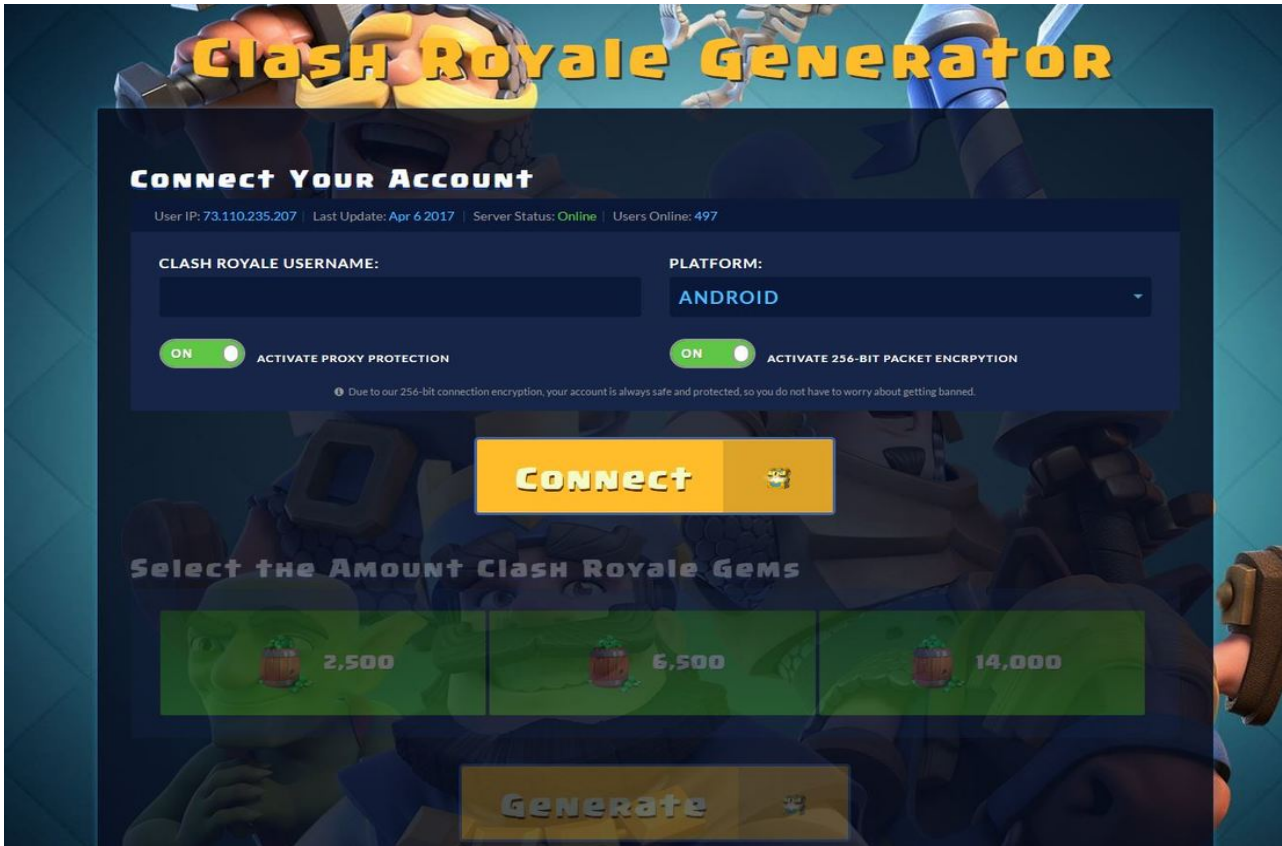 Clash Royale Generator
Connect Your Account
User IP: 73.110.235.207 | Last Update: Apr 6 2017 | Server Status: Online | Users Online: 497
CLASH ROYALE USERNAME: PLATFORM:
ANDROID
ON ACTIVATE PROXY PROTECTION ON ACTIVATE 256-BIT PACKET ENCRPYTION
Due to our 256-bit connection encryption, your account is always safe and protected, so you do not have to worry about getting banned.
Connect
Select the Amount Clash Royale Gems
2,500 6,500 14,000
Generate